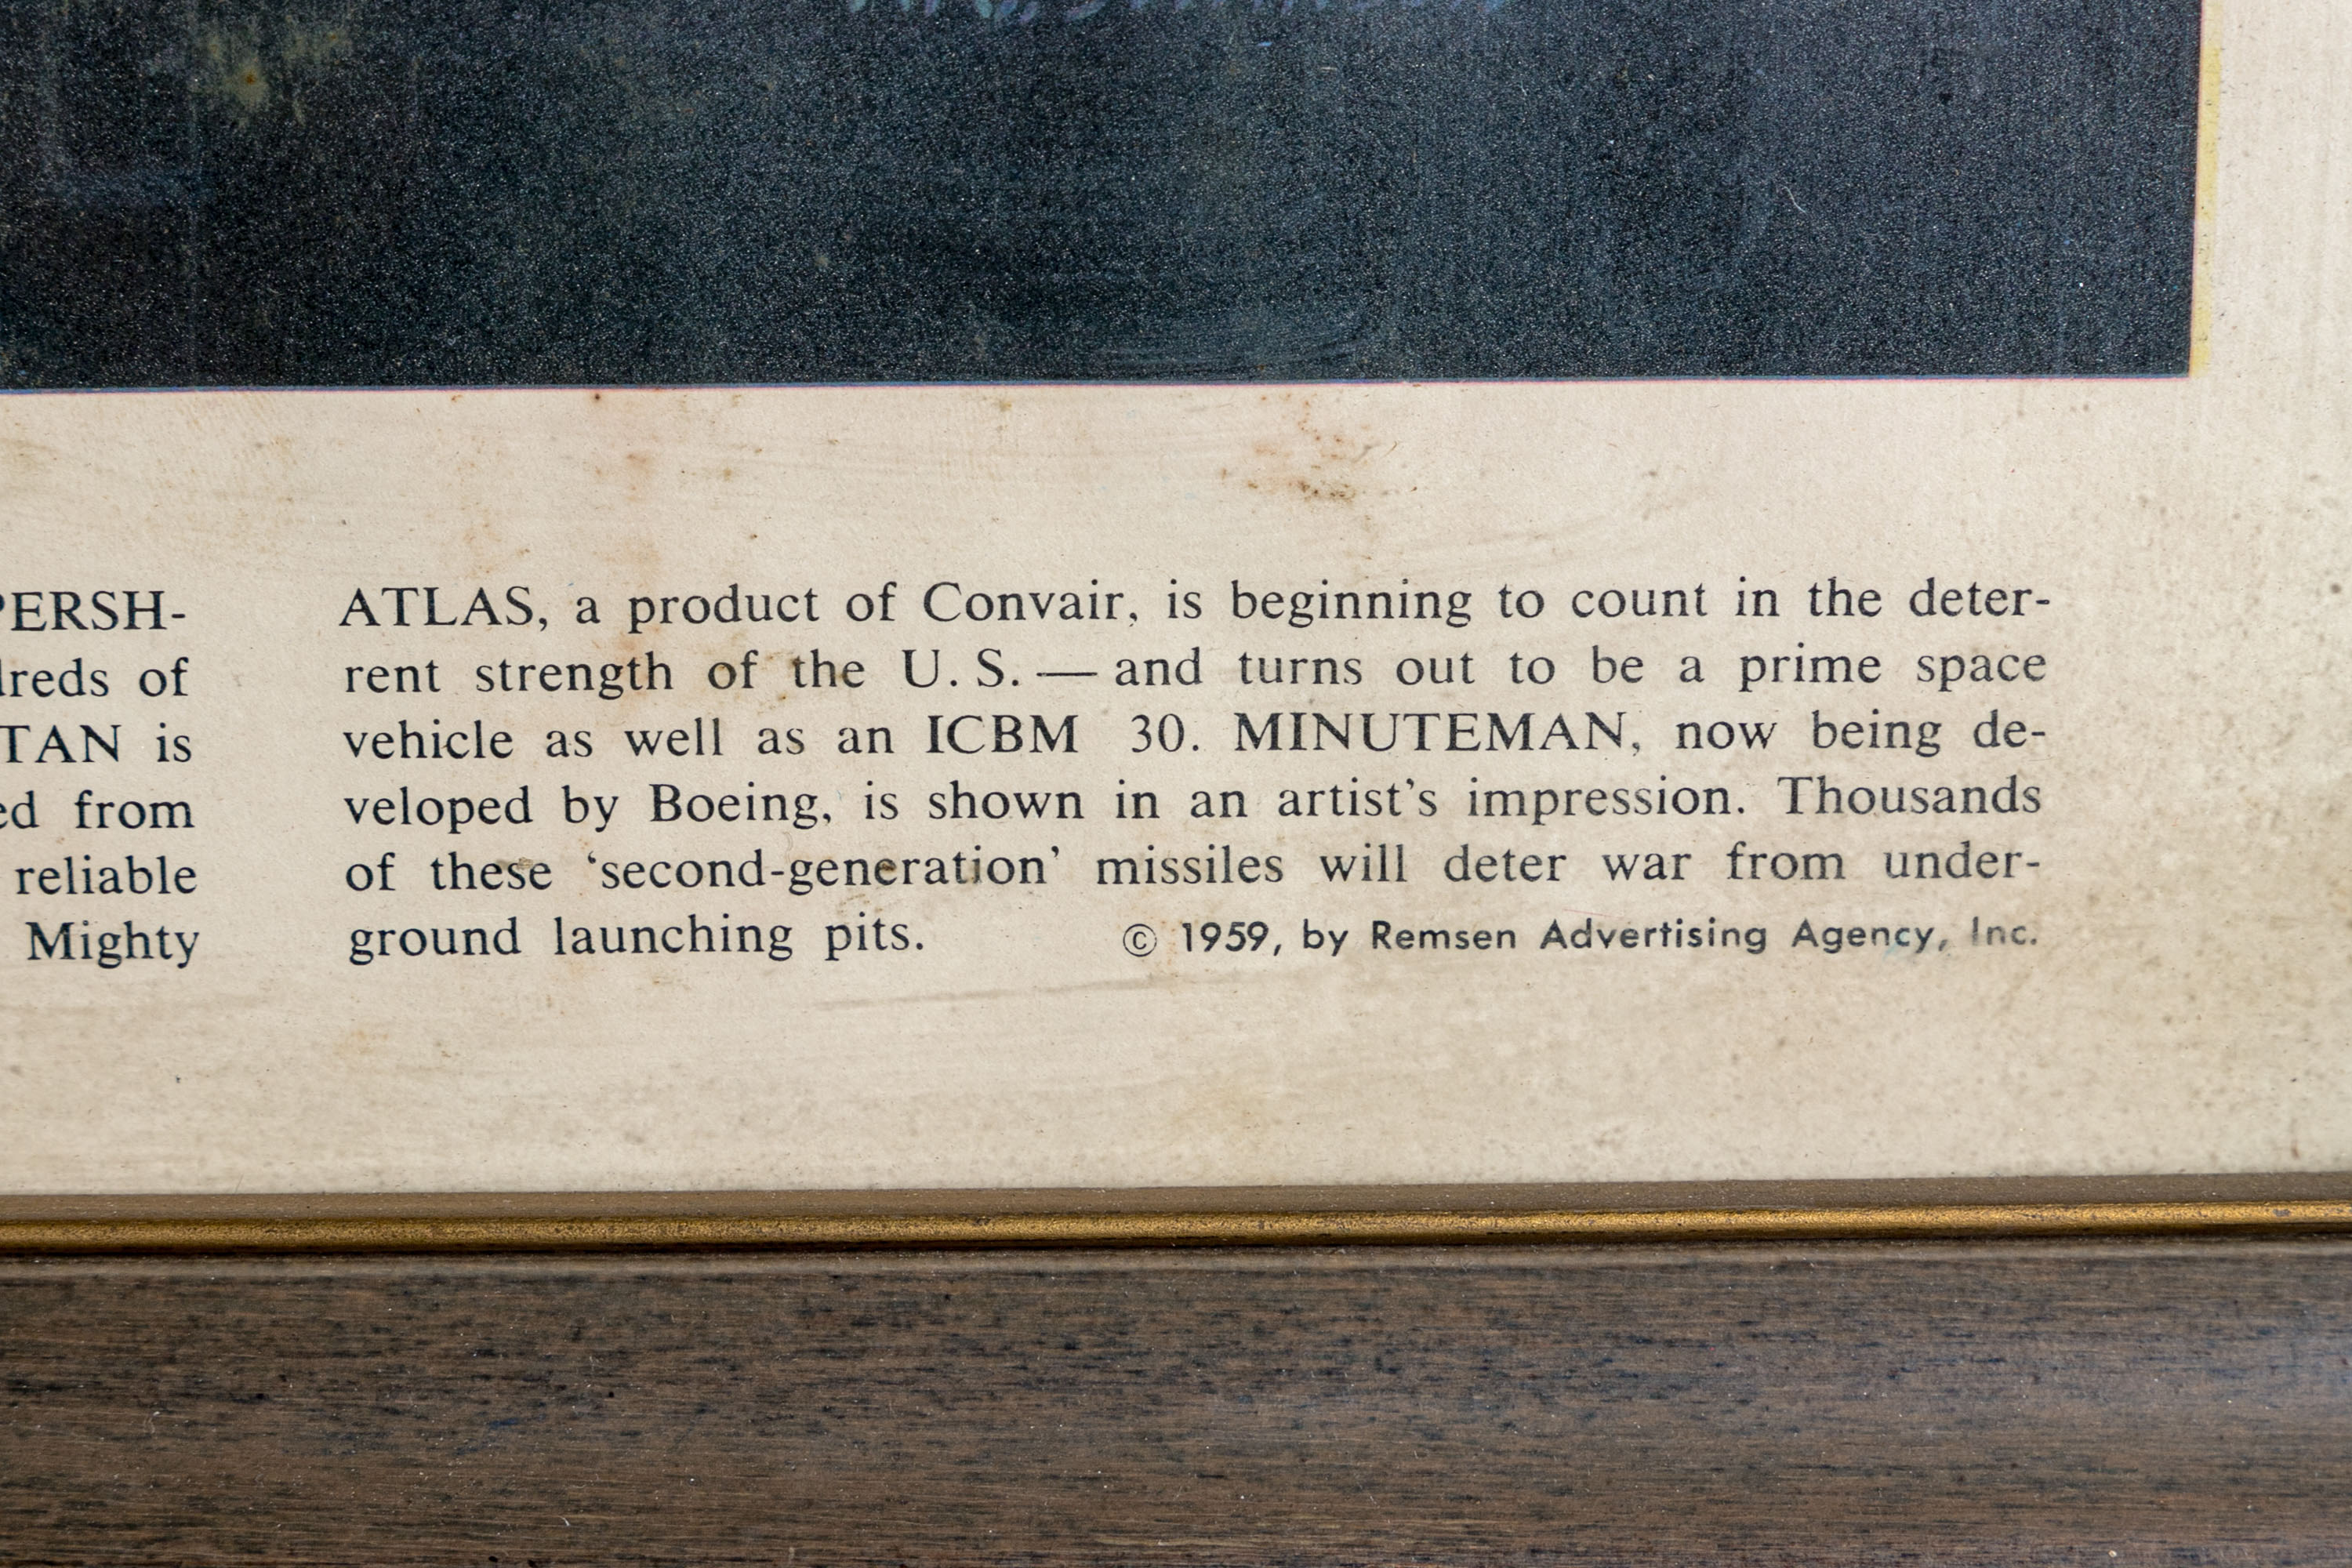 PERSH-
dreds of
TAN is
ed from
reliable
Mighty
ATLAS, a product of Convair, is beginning to count in the deter-
rent strength of the U. S. — and turns out to be a prime space
vehicle as well as an ICBM 30. MINUTEMAN, now being de-
veloped by Boeing, is shown in an artist's impression. Thousands
of these ‘second-generation’ missiles will deter war from under-
ground launching pits.
© 1959, by Remsen Advertising Agency, Inc.